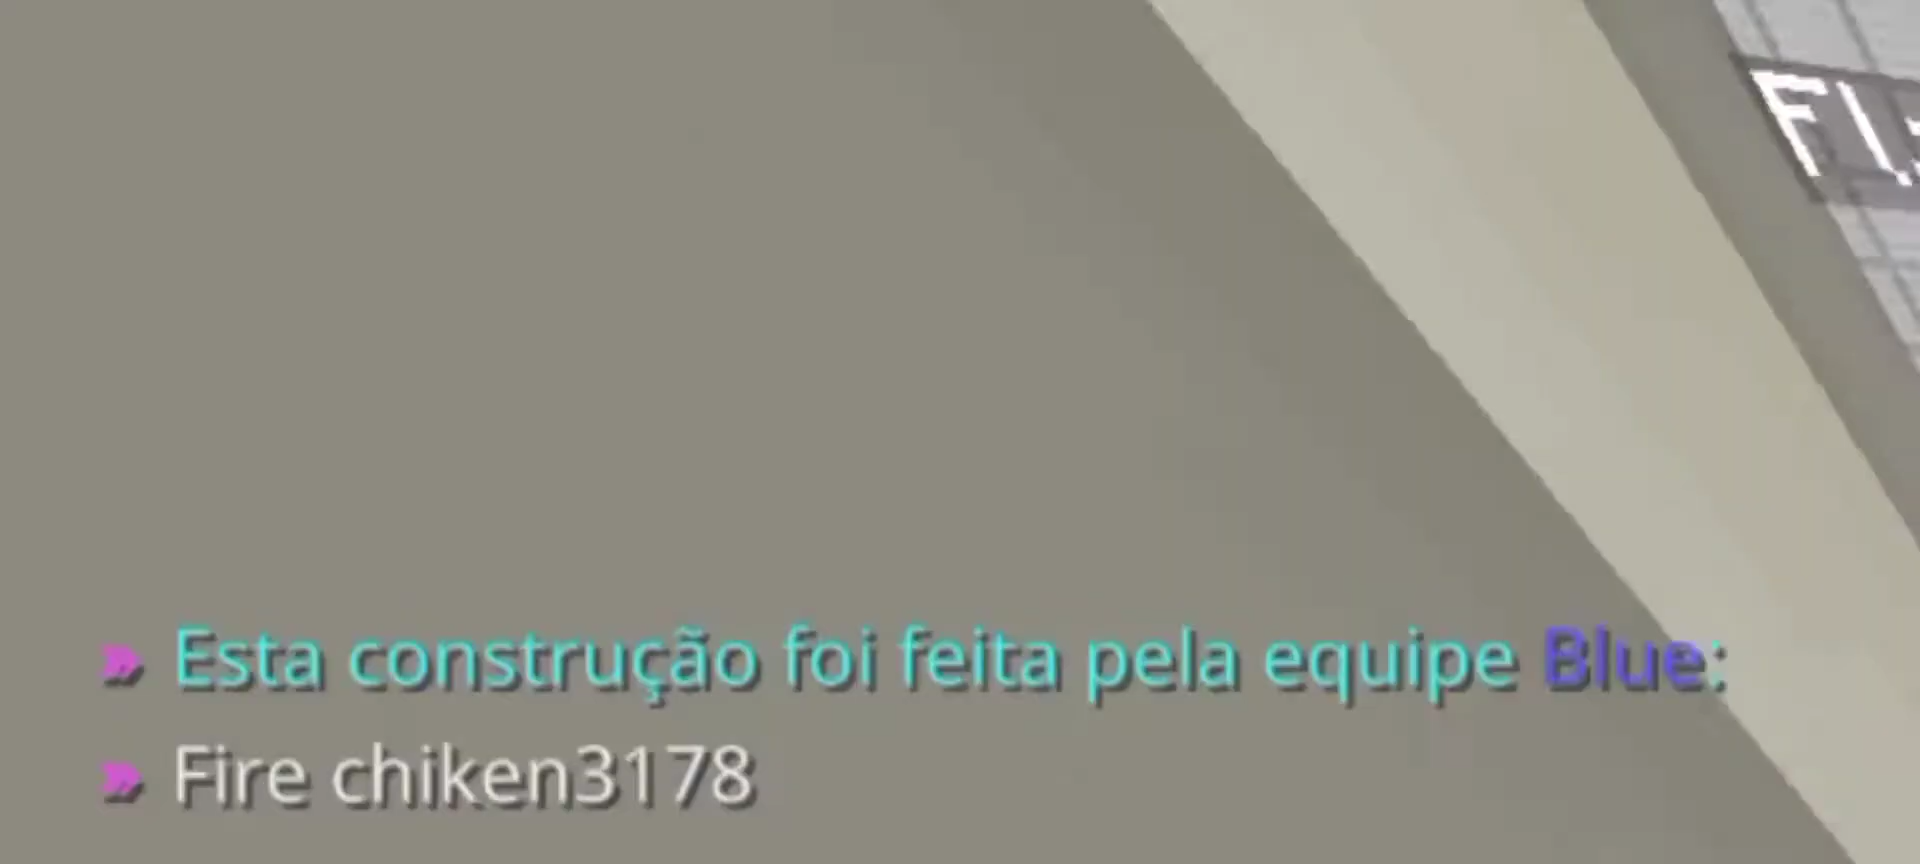 » Esta construção foi feita pela equipe Blue:
» Fire chiken3178